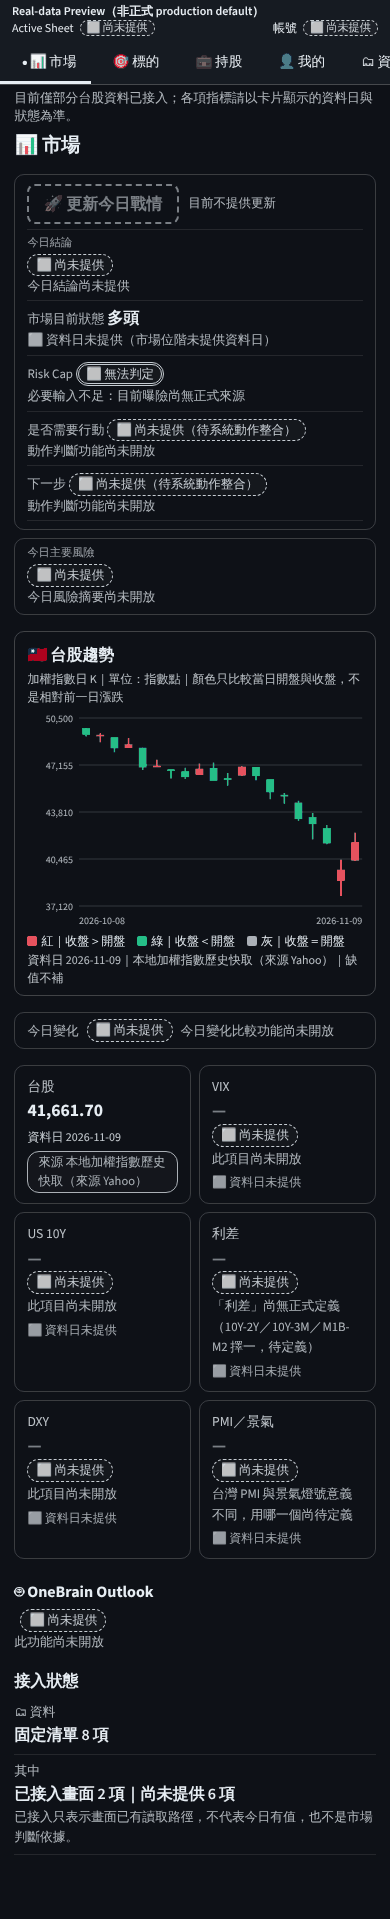 Real-data Preview（非正式 production default）
Active Sheet 尚未提供 帳號 尚未提供
市場 標的 持股 我的
目前僅部分台股資料已接入；各項指標請以卡片顯示的資料日與
狀態為準。
市場
更新今日戰情 目前不提供更新
今日結論
尚未提供
今日結論尚未提供
市場目前狀態 多頭
資料日未提供（市場位階未提供資料日）
Risk Cap 無法判定
必要輸入不足：目前曝險尚無正式來源
是否需要行動 尚未提供（待系統動作整合）
動作判斷功能尚未開放
下一步 尚未提供（待系統動作整合）
動作判斷功能尚未開放
今日主要風險
尚未提供
今日風險摘要尚未開放
台股趨勢
加權指數日 K｜單位：指數點｜顏色只比較當日開盤與收盤，不
是相對前一日漲跌
50,500
47,155
43,810
40,465
37,120
2026-10-08 2026-11-09
紅｜收盤＞開盤 綠｜收盤＜開盤 灰｜收盤＝開盤
資料日 2026-11-09｜本地加權指數歷史快取（來源 Yahoo）｜缺
值不補
今日變化 尚未提供 今日變化比較功能尚未開放
台股
41,661.70
資料日 2026-11-09
來源 本地加權指數歷史
快取（來源 Yahoo）
VIX
—
尚未提供
此項目尚未開放
資料日未提供
US 10Y
—
尚未提供
此項目尚未開放
資料日未提供
利差
—
尚未提供
「利差」尚無正式定義
（10Y-2Y／10Y-3M／M1B-
M2 擇一，待定義）
資料日未提供
DXY
—
尚未提供
此項目尚未開放
資料日未提供
PMI／景氣
—
尚未提供
台灣 PMI 與景氣燈號意義
不同，用哪一個尚待定義
資料日未提供
OneBrain Outlook
尚未提供
此功能尚未開放
接入狀態
資料
固定清單 8 項
其中
已接入畫面 2 項｜尚未提供 6 項
已接入只表示畫面已有讀取路徑，不代表今日有值，也不是市場
判斷依據。